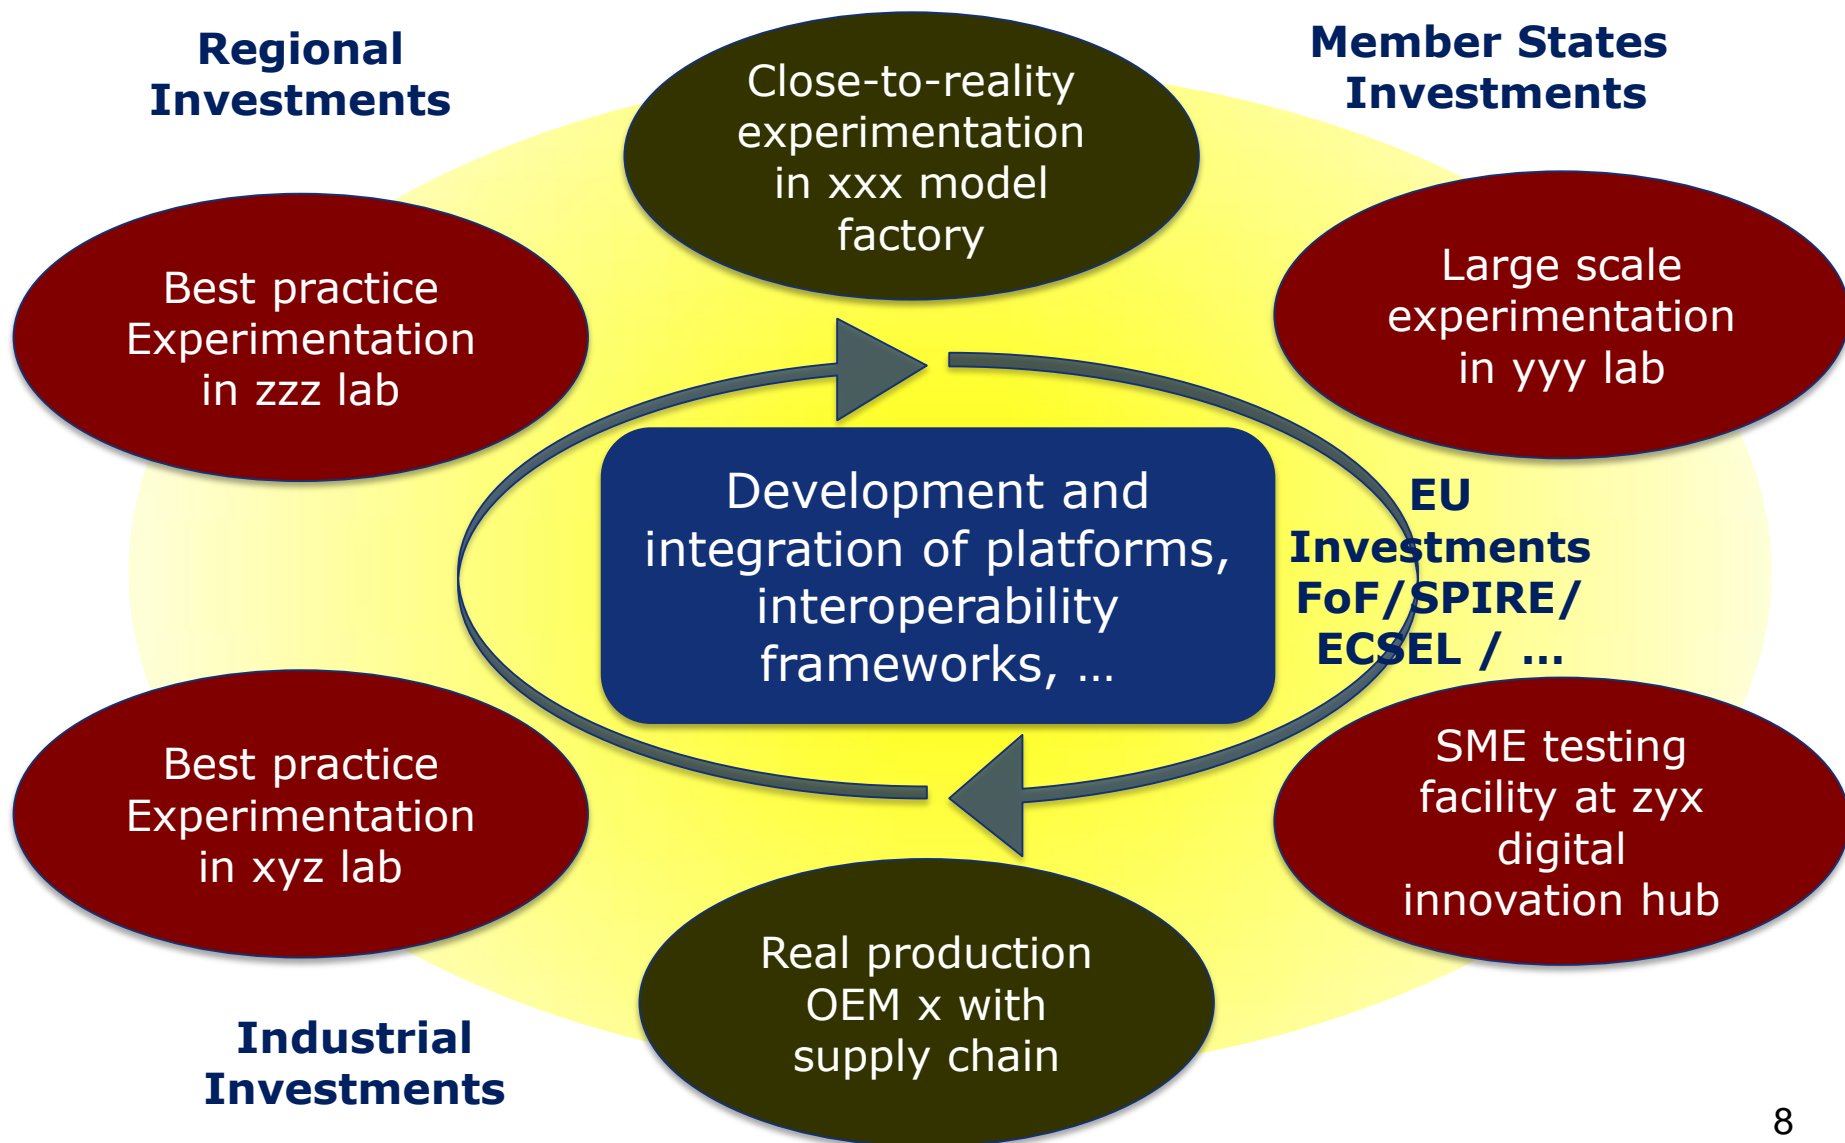 Regional
Investments
Member States
Investments
Close-to-reality
experimentation
in xxx model
factory
Best practice
Experimentation
in zzz lab
Large scale
experimentation
in yyy lab
Development and
integration of platforms,
interoperability
frameworks, …
EU
Investments
FoF/SPIRE/
ECSEL / …
Best practice
Experimentation
in xyz lab
SME testing
facility at zyx
digital
innovation hub
Real production
OEM x with
supply chain
Industrial
Investments
8